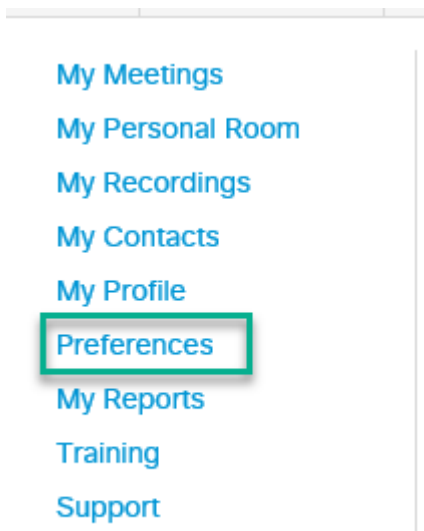 My Meetings
My Personal Room
My Recordings
My Contacts
My Profile
Preferences
My Reports
Training
Support